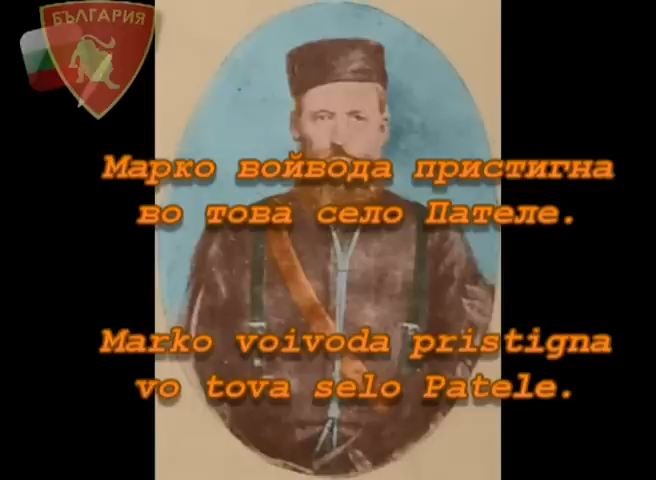 БЪЛГАРИЯ
Марко войвода пристигна
во това село Пателе.
Marko voivoda pristigna
vo tova selo Patele.